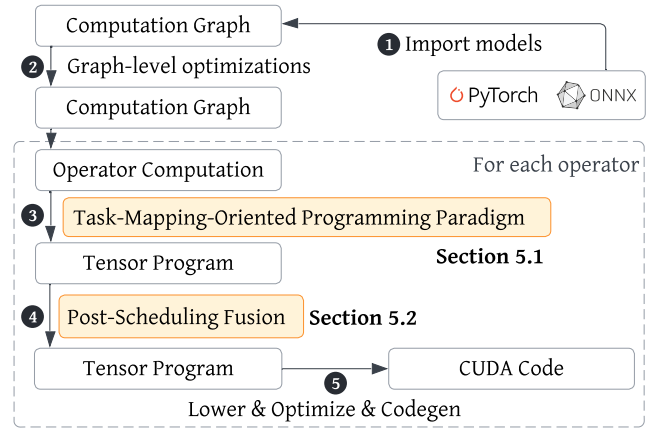 Computation Graph
1 Import models
2 Graph-level optimizations
PyTorch ONNX
Computation Graph
Operator Computation
For each operator
3 Task-Mapping-Oriented Programming Paradigm
Section 5.1
Tensor Program
4 Post-Scheduling Fusion Section 5.2
Tensor Program
CUDA Code
5
Lower & Optimize & Codegen